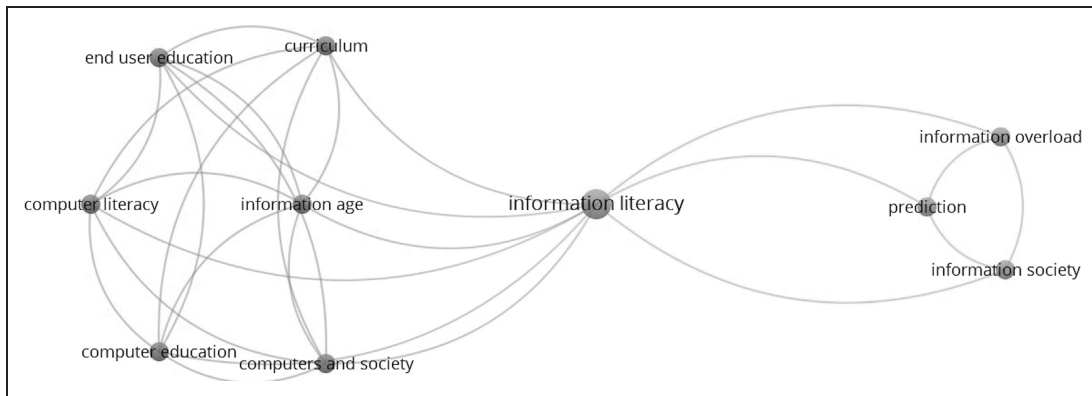 curriculum
end user education
computer literacy
information age
information literacy
computer education
computers and society
information overload
prediction
information society